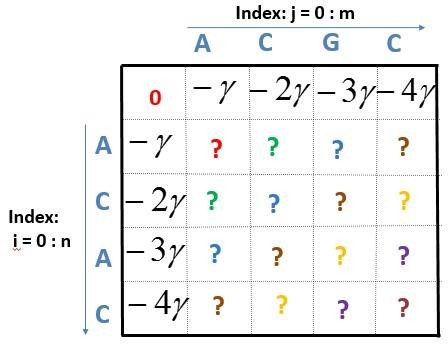 Index: j = 0 : m
A C G C
0 −γ −2γ −3γ −4γ
A −γ ? ? ? ?
C −2γ ? ? ? ?
Index:
i = 0 : n
A −3γ ? ? ? ?
C −4γ ? ? ? ?